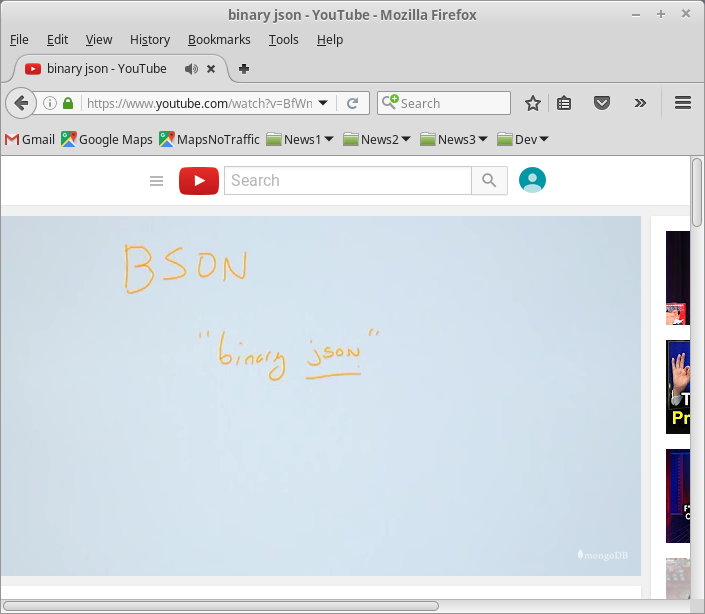 binary json - YouTube - Mozilla Firefox
File Edit View History Bookmarks Tools Help
binary json - YouTube
https://www.youtube.com/watch?v=BfWn
Search
Gmail Google Maps MapsNoTraffic News1 News2 News3 Dev
Search
BSON
"binary json"
T
Pr
mongoDB